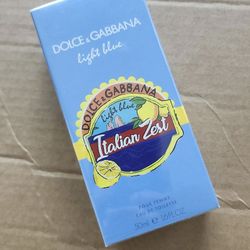 DOLCE & GABBANA
light blue
DOLCE & GABBANA
light blue
Italian Zest
POUR FEMME
EAU DE TOILETTE
50ml ℮ 1.6 FL.OZ.